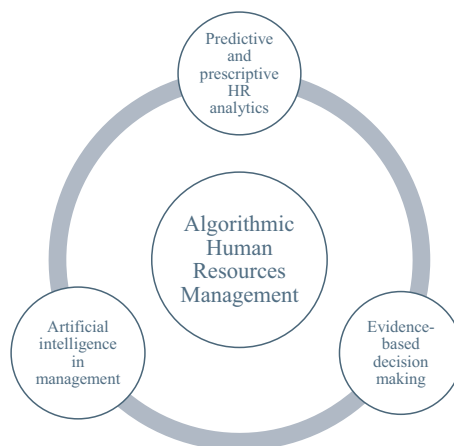 Predictive
and
prescriptive
HR
analytics
Algorithmic
Human
Resources
Management
Artificial
intelligence
in
management
Evidence-
based
decision
making